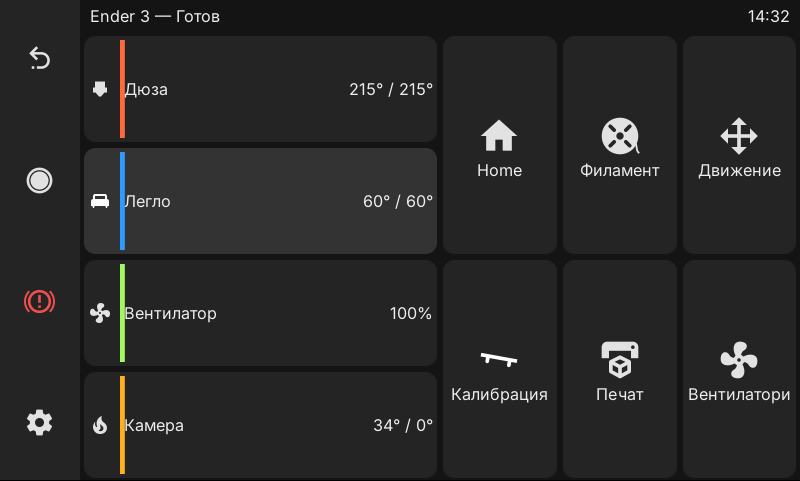 Ender 3 — Готов
14:32
Дюза
215° / 215°
Легло
60° / 60°
Вентилатор
100%
Камера
34° / 0°
Home
Филамент
Движение
Калибрация
Печат
Вентилатори